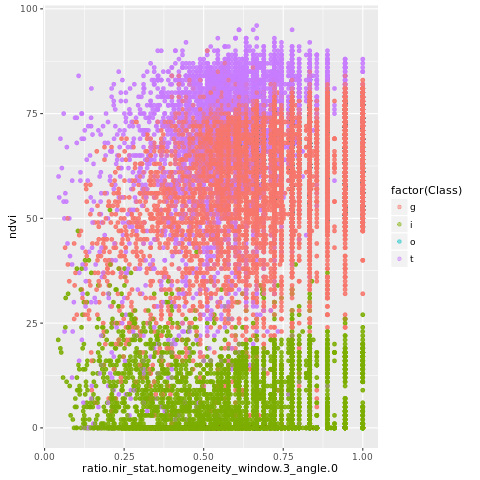 100
75
50
25
0
ndvi
0.00 0.25 0.50 0.75 1.00
ratio.nir_stat.homogeneity_window.3_angle.0
factor(Class)
g
i
o
t